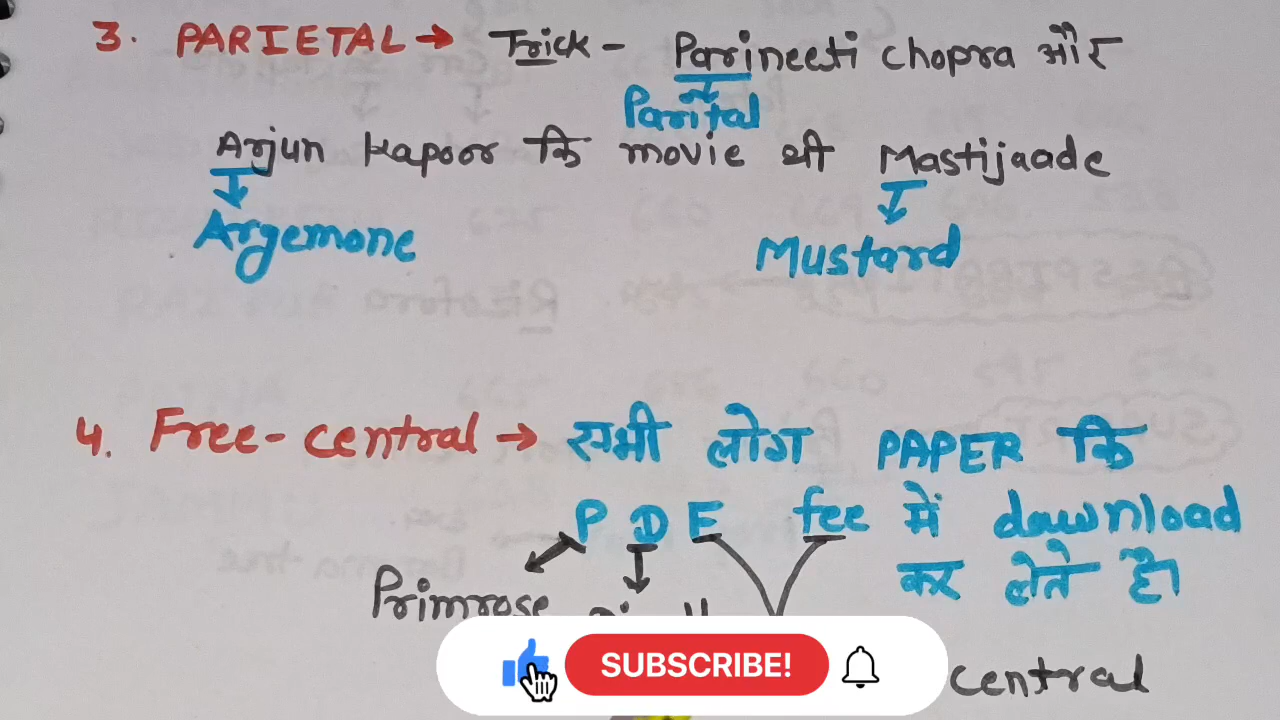 3. PARIETAL → Trick - Parineeti Chopra और
Parital
Arjun Kapoor कि movie थी Mastijaade
Argemone
Mustard
4. Free-central → सभी लोग PAPER कि
P D F fee में download
कर लेते है।
Primrose
SUBSCRIBE!
central